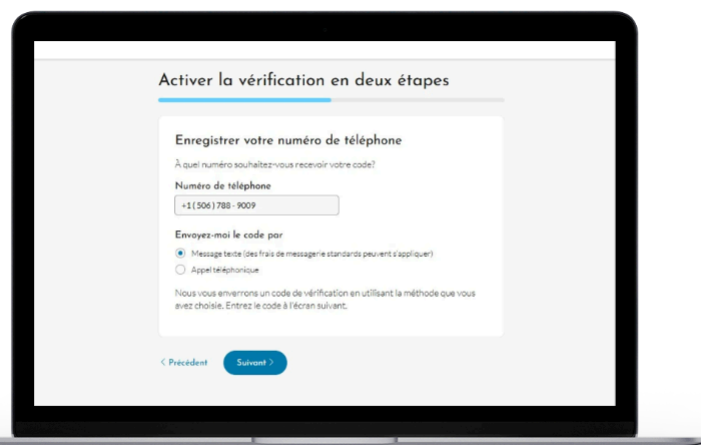 Activer la vérification en deux étapes
Enregistrer votre numéro de téléphone
À quel numéro souhaitez-vous recevoir votre code?
Numéro de téléphone
+1 ( 506 ) 788 - 9009
Envoyez-moi le code par
Message texte (des frais de messagerie standards peuvent s'appliquer)
Appel téléphonique
Nous vous enverrons un code de vérification en utilisant la méthode que vous
avez choisie. Entrez le code à l'écran suivant.
< Précédent
Suivant >